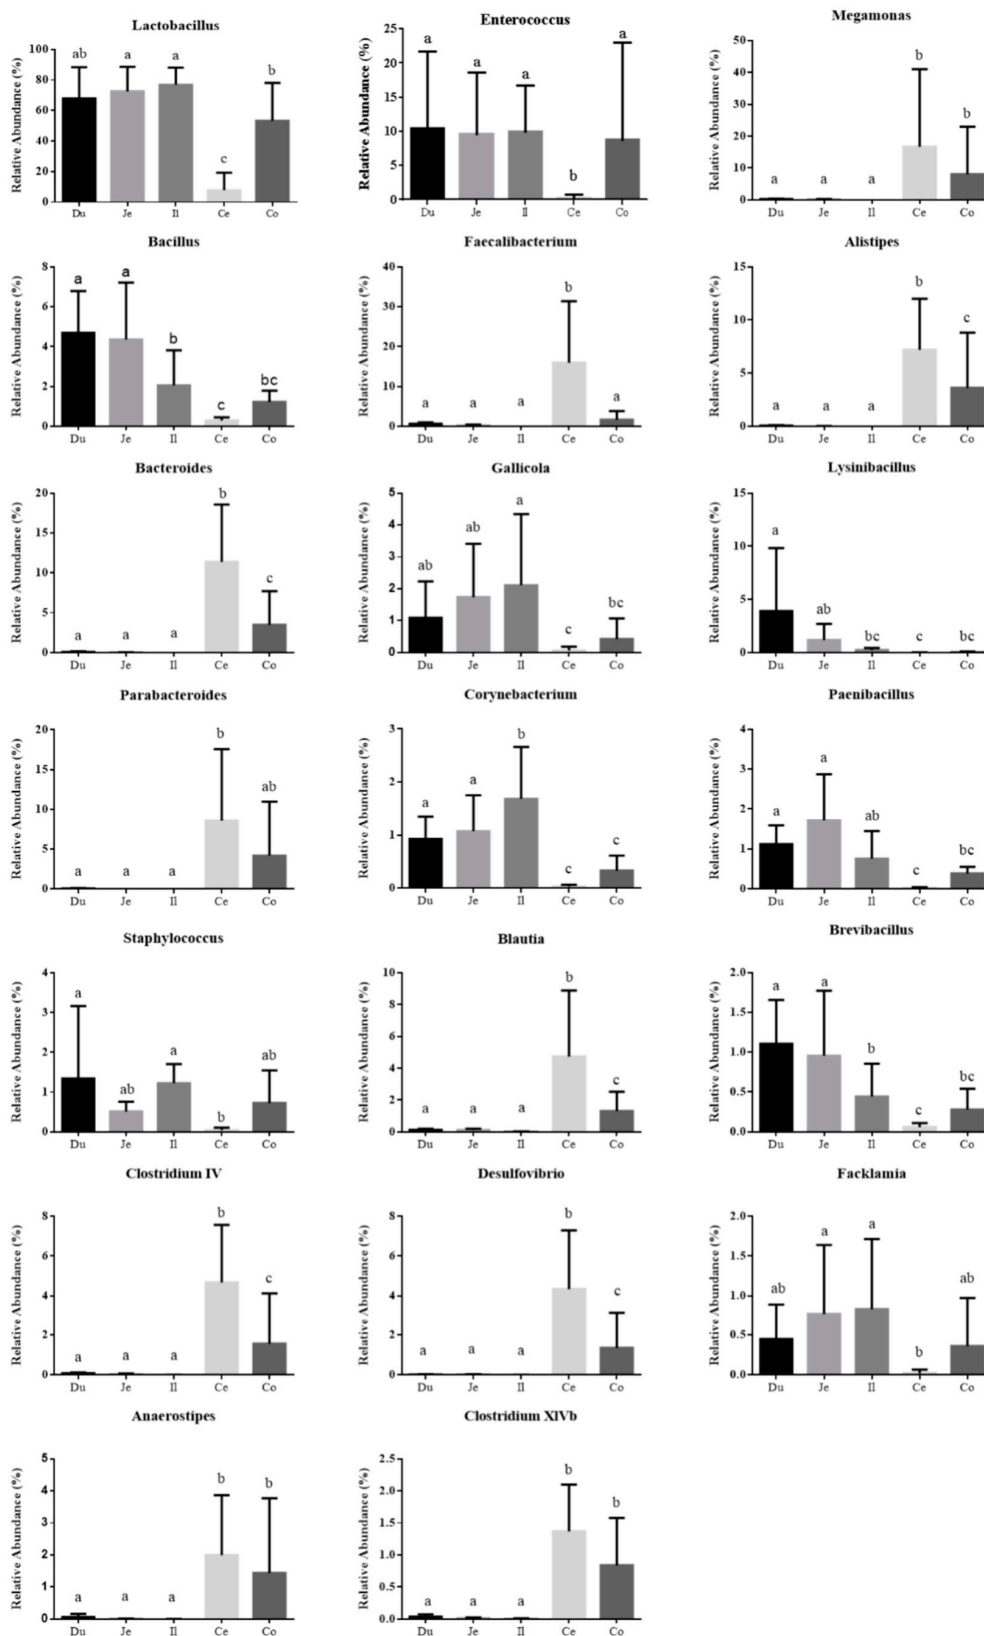 Lactobacillus
Relative Abundance (%)
100
80
60
40
20
0
ab
a
a
c
b
Du Je Il Ce Co
Enterococcus
Relative Abundance (%)
25
20
15
10
5
0
a
a
a
b
a
Du Je Il Ce Co
Megamonas
Relative Abundance (%)
50
40
30
20
10
0
a
a
a
b
b
Du Je Il Ce Co
Bacillus
Relative Abundance (%)
8
6
4
2
0
a
a
b
c
bc
Du Je Il Ce Co
Faecalibacterium
Relative Abundance (%)
40
30
20
10
0
a
a
a
b
a
Du Je Il Ce Co
Alistipes
Relative Abundance (%)
15
10
5
0
a
a
a
b
c
Du Je Il Ce Co
Bacteroides
Relative Abundance (%)
20
15
10
5
0
a
a
a
b
c
Du Je Il Ce Co
Gallicola
Relative Abundance (%)
5
4
3
2
1
0
ab
ab
a
c
bc
Du Je Il Ce Co
Lysinibacillus
Relative Abundance (%)
15
10
5
0
a
ab
bc
c
bc
Du Je Il Ce Co
Parabacteroides
Relative Abundance (%)
20
15
10
5
0
a
a
a
b
ab
Du Je Il Ce Co
Corynebacterium
Relative Abundance (%)
3
2
1
0
a
a
b
c
c
Du Je Il Ce Co
Paenibacillus
Relative Abundance (%)
4
3
2
1
0
a
a
ab
c
bc
Du Je Il Ce Co
Staphylococcus
Relative Abundance (%)
4
3
2
1
0
a
ab
a
b
ab
Du Je Il Ce Co
Blautia
Relative Abundance (%)
10
8
6
4
2
0
a
a
a
b
c
Du Je Il Ce Co
Brevibacillus
Relative Abundance (%)
2.0
1.5
1.0
0.5
0.0
a
a
b
c
bc
Du Je Il Ce Co
Clostridium IV
Relative Abundance (%)
8
6
4
2
0
a
a
a
b
c
Du Je Il Ce Co
Desulfovibrio
Relative Abundance (%)
8
6
4
2
0
a
a
a
b
c
Du Je Il Ce Co
Facklamia
Relative Abundance (%)
2.0
1.5
1.0
0.5
0.0
ab
a
a
b
ab
Du Je Il Ce Co
Anaerostipes
Relative Abundance (%)
5
4
3
2
1
0
a
a
a
b
b
Du Je Il Ce Co
Clostridium XIVb
Relative Abundance (%)
2.5
2.0
1.5
1.0
0.5
0.0
a
a
a
b
b
Du Je Il Ce Co